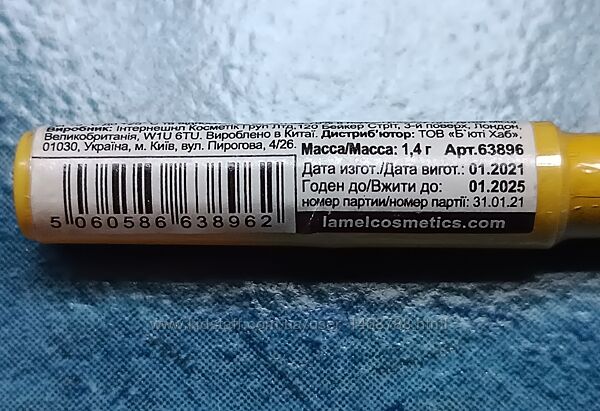 Виробник: Інтернешнл Косметік Груп Лтд,120 Бейкер Стріт, 3-й поверх, Лондон,
Великобританія, W1U 6TU. Вироблено в Китаї. Дистриб'ютор: ТОВ «Б`юті Хаб»,
01030, Україна, м. Київ, вул. Пирогова, 4/26.
Масса/Маса: 1,4 г Арт.63896
Дата изгот./Дата вигот.: 01.2021
Годен до/Вжити до: 01.2025
номер партии/номер партії: 31.01.21
lamelcosmetics.com
5 060586 638962